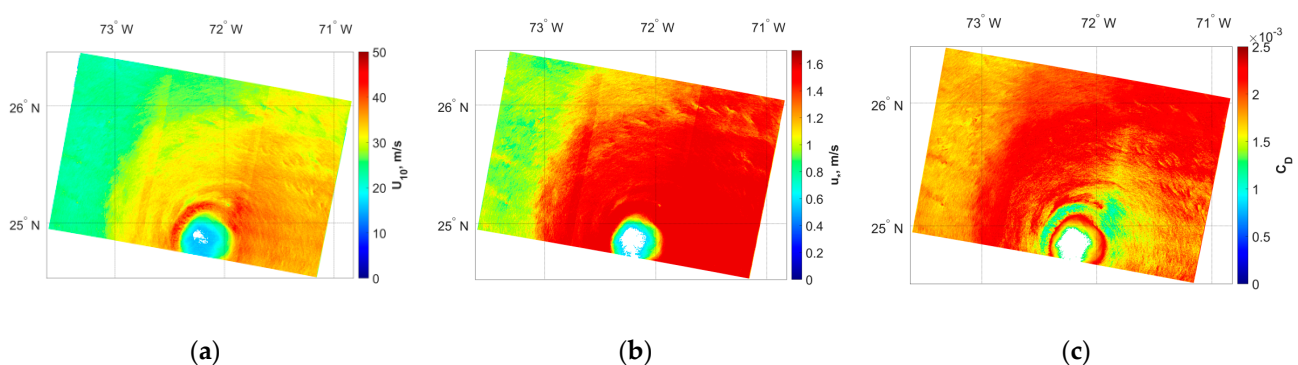 73° W 72° W 71° W
26° N
25° N
50
40
30
20
10
0
U10, m/s
73° W 72° W 71° W
26° N
25° N
1.6
1.4
1.2
1
0.8
0.6
0.4
0.2
0
u*, m/s
73° W 72° W 71° W
26° N
25° N
×10⁻³
2.5
2
1.5
1
0.5
0
CD
(a) (b) (c)